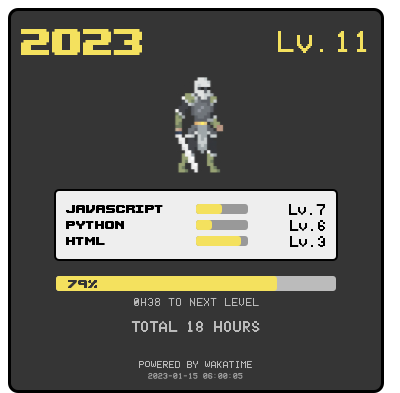 2023 Lv.11
JAVASCRIPT Lv.7
PYTHON Lv.6
HTML Lv.3
79%
0H38 TO NEXT LEVEL
TOTAL 18 HOURS
POWERED BY WAKATIME
2023-01-15 06:00:05